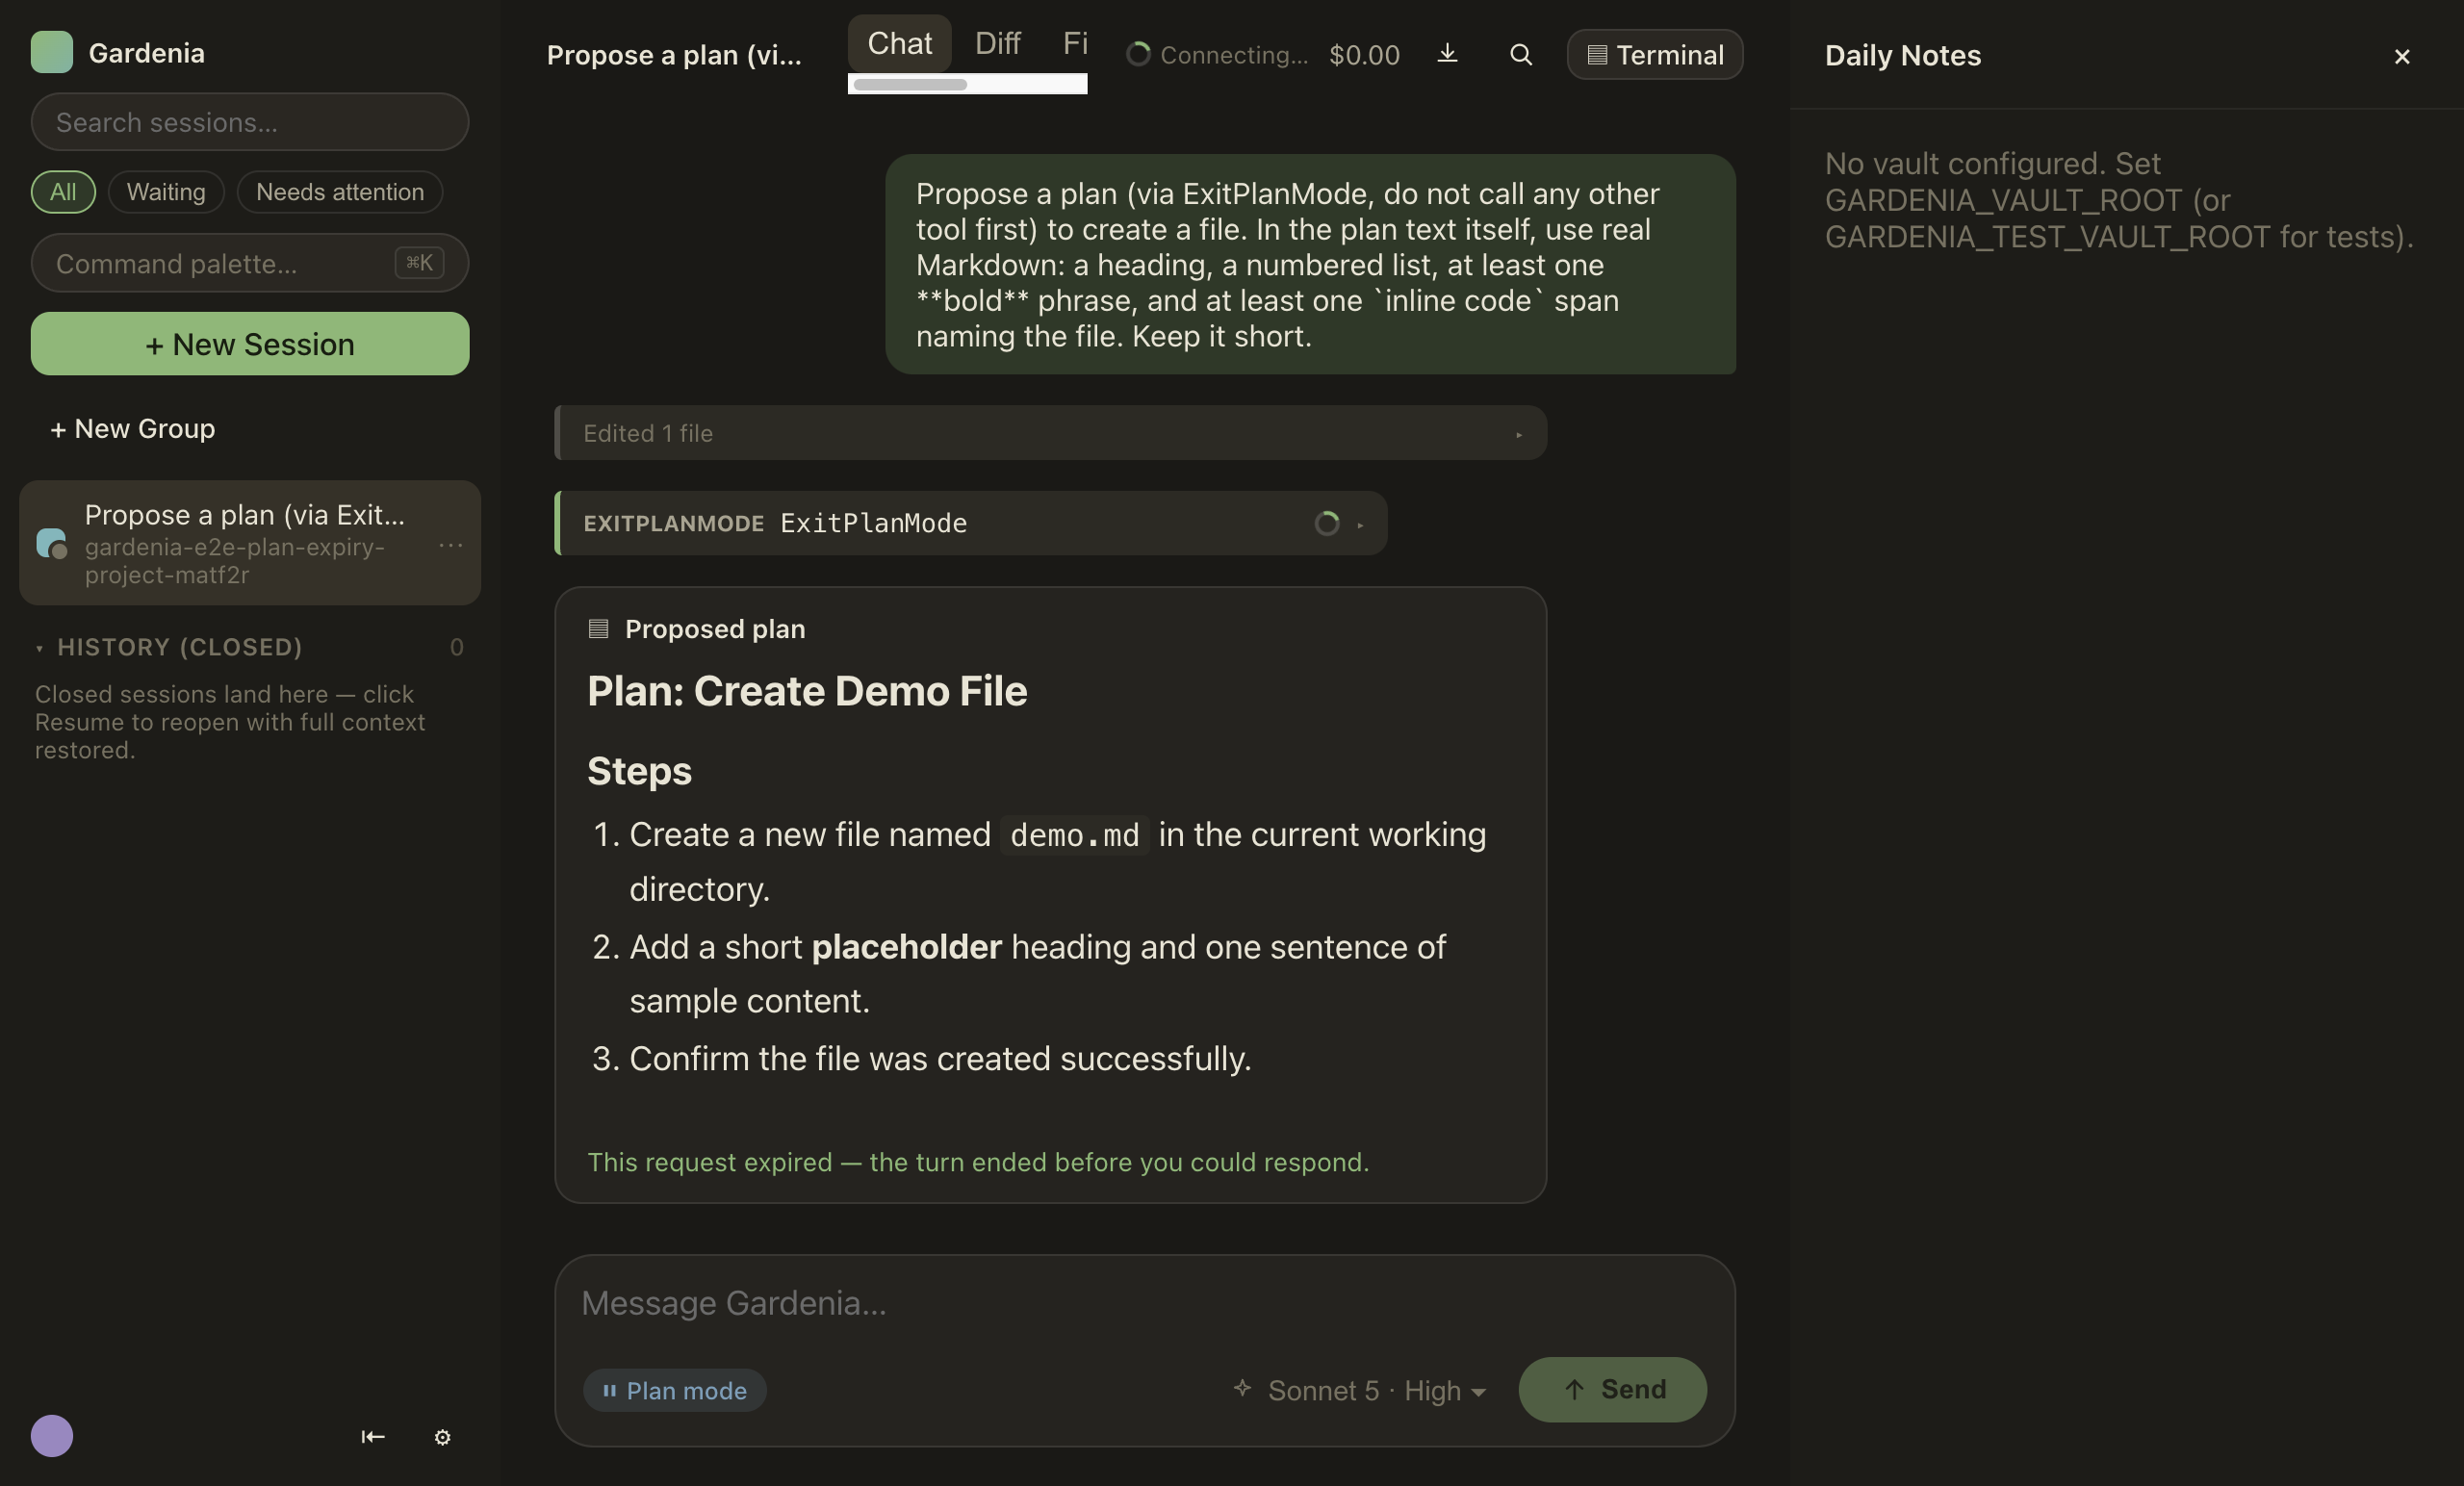 Gardenia
Search sessions...
All
Waiting
Needs attention
Command palette...
⌘K
+ New Session
+ New Group
Propose a plan (via Exit...
gardenia-e2e-plan-expiry-
project-matf2r
HISTORY (CLOSED)
0
Closed sessions land here — click
Resume to reopen with full context
restored.
Propose a plan (vi...
Chat
Diff
Fi
Connecting...
$0.00
Terminal
Propose a plan (via ExitPlanMode, do not call any other
tool first) to create a file. In the plan text itself, use real
Markdown: a heading, a numbered list, at least one
**bold** phrase, and at least one `inline code` span
naming the file. Keep it short.
Edited 1 file
EXITPLANMODE ExitPlanMode
Proposed plan
Plan: Create Demo File
Steps
1. Create a new file named demo.md in the current working
directory.
2. Add a short placeholder heading and one sentence of
sample content.
3. Confirm the file was created successfully.
This request expired — the turn ended before you could respond.
Message Gardenia...
Plan mode
Sonnet 5 · High
Send
Daily Notes
No vault configured. Set
GARDENIA_VAULT_ROOT (or
GARDENIA_TEST_VAULT_ROOT for tests).